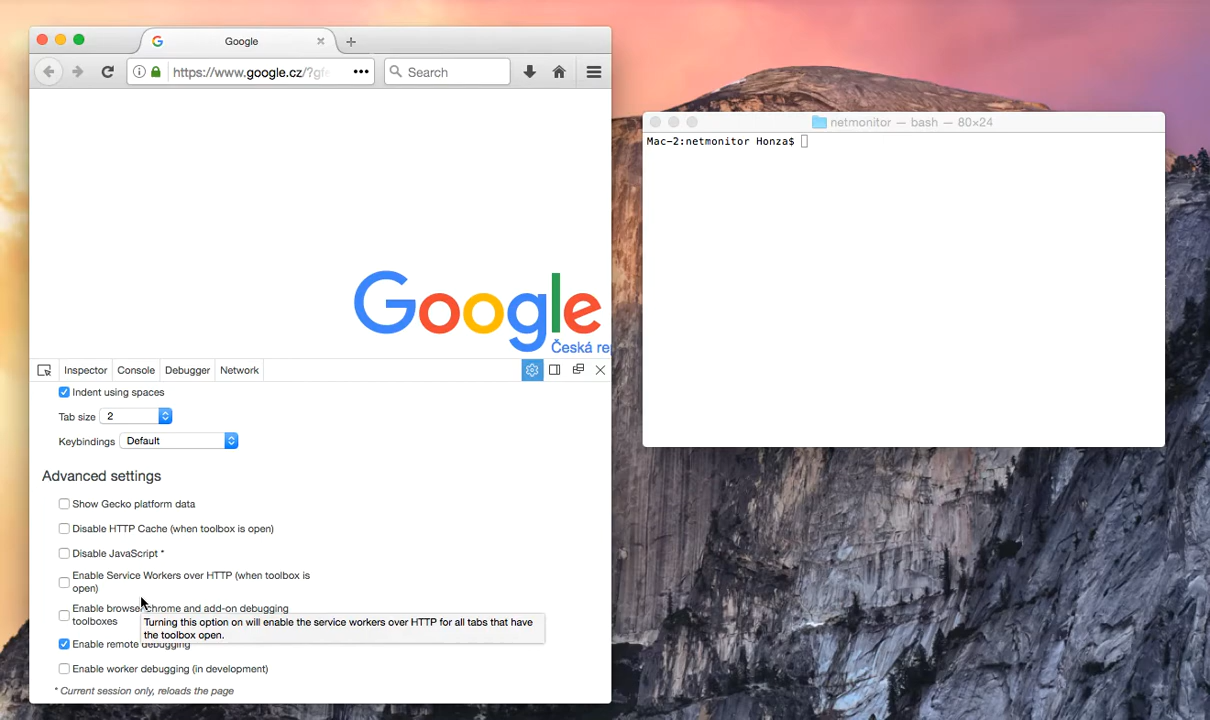 Google
https://www.google.cz/?gfe
Search
netmonitor — bash — 80×24
Mac-2:netmonitor Honza$
Google
Česká re
Inspector
Console
Debugger
Network
Indent using spaces
Tab size 2
Keybindings Default
Advanced settings
Show Gecko platform data
Disable HTTP Cache (when toolbox is open)
Disable JavaScript *
Enable Service Workers over HTTP (when toolbox is
open)
Enable browser chrome and add-on debugging
toolboxes
Turning this option on will enable the service workers over HTTP for all tabs that have
the toolbox open.
Enable remote debugging
Enable worker debugging (in development)
* Current session only, reloads the page